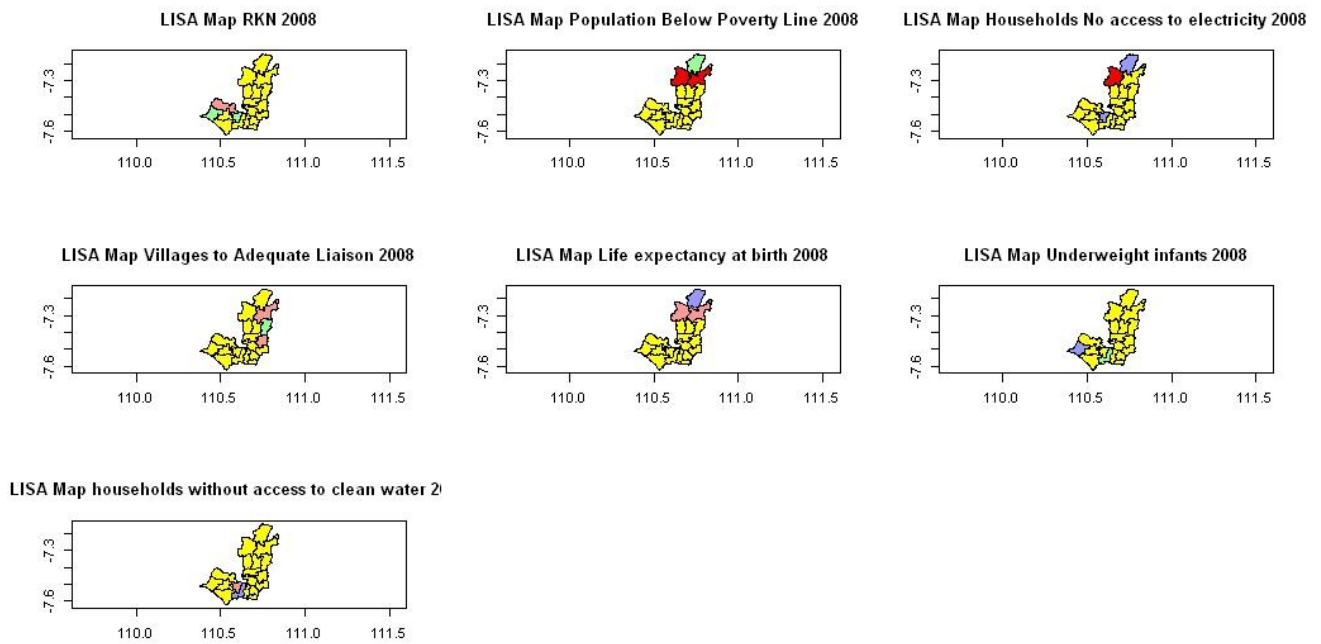 LISA Map RKN 2008
-7.3
-7.6
110.0 110.5 111.0 111.5
LISA Map Population Below Poverty Line 2008
-7.3
-7.6
110.0 110.5 111.0 111.5
LISA Map Households No access to electricity 2008
-7.3
-7.6
110.0 110.5 111.0 111.5
LISA Map Villages to Adequate Liaison 2008
-7.3
-7.6
110.0 110.5 111.0 111.5
LISA Map Life expectancy at birth 2008
-7.3
-7.6
110.0 110.5 111.0 111.5
LISA Map Underweight infants 2008
-7.3
-7.6
110.0 110.5 111.0 111.5
LISA Map households without access to clean water
-7.3
-7.6
110.0 110.5 111.0 111.5